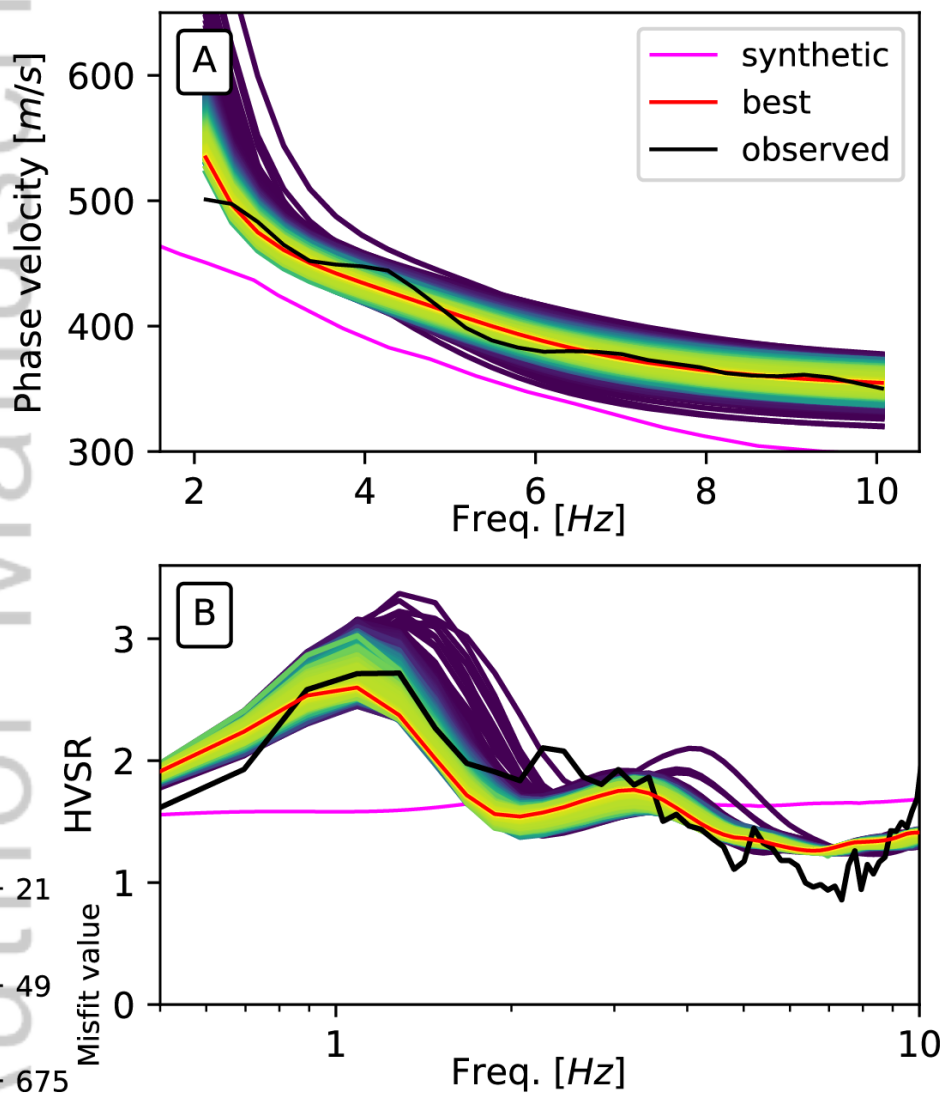 A
Phase velocity [m/s]
600
500
400
300
synthetic
best
observed
2 4 6 8 10
Freq. [Hz]
B
HVSR
3
2
1
0
1 10
Freq. [Hz]
Misfit value
21
49
675